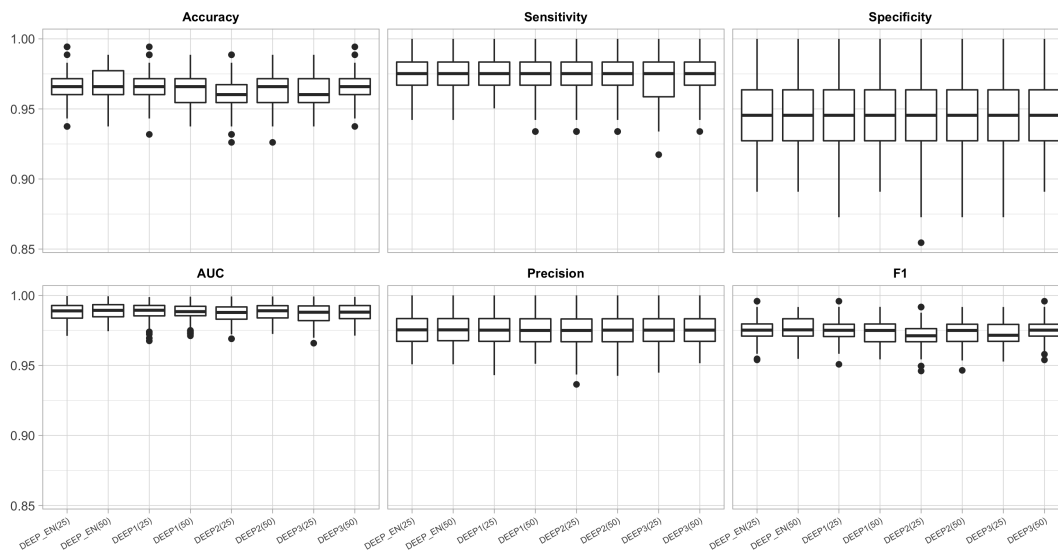 Accuracy
Sensitivity
Specificity
1.00
0.95
0.90
0.85
AUC
Precision
F1
1.00
0.95
0.90
0.85
DEEP_EN(25)
DEEP_EN(50)
DEEP1(25)
DEEP1(50)
DEEP2(25)
DEEP2(50)
DEEP3(25)
DEEP3(50)
DEEP_EN(25)
DEEP_EN(50)
DEEP1(25)
DEEP1(50)
DEEP2(25)
DEEP2(50)
DEEP3(25)
DEEP3(50)
DEEP_EN(25)
DEEP_EN(50)
DEEP1(25)
DEEP1(50)
DEEP2(25)
DEEP2(50)
DEEP3(25)
DEEP3(50)